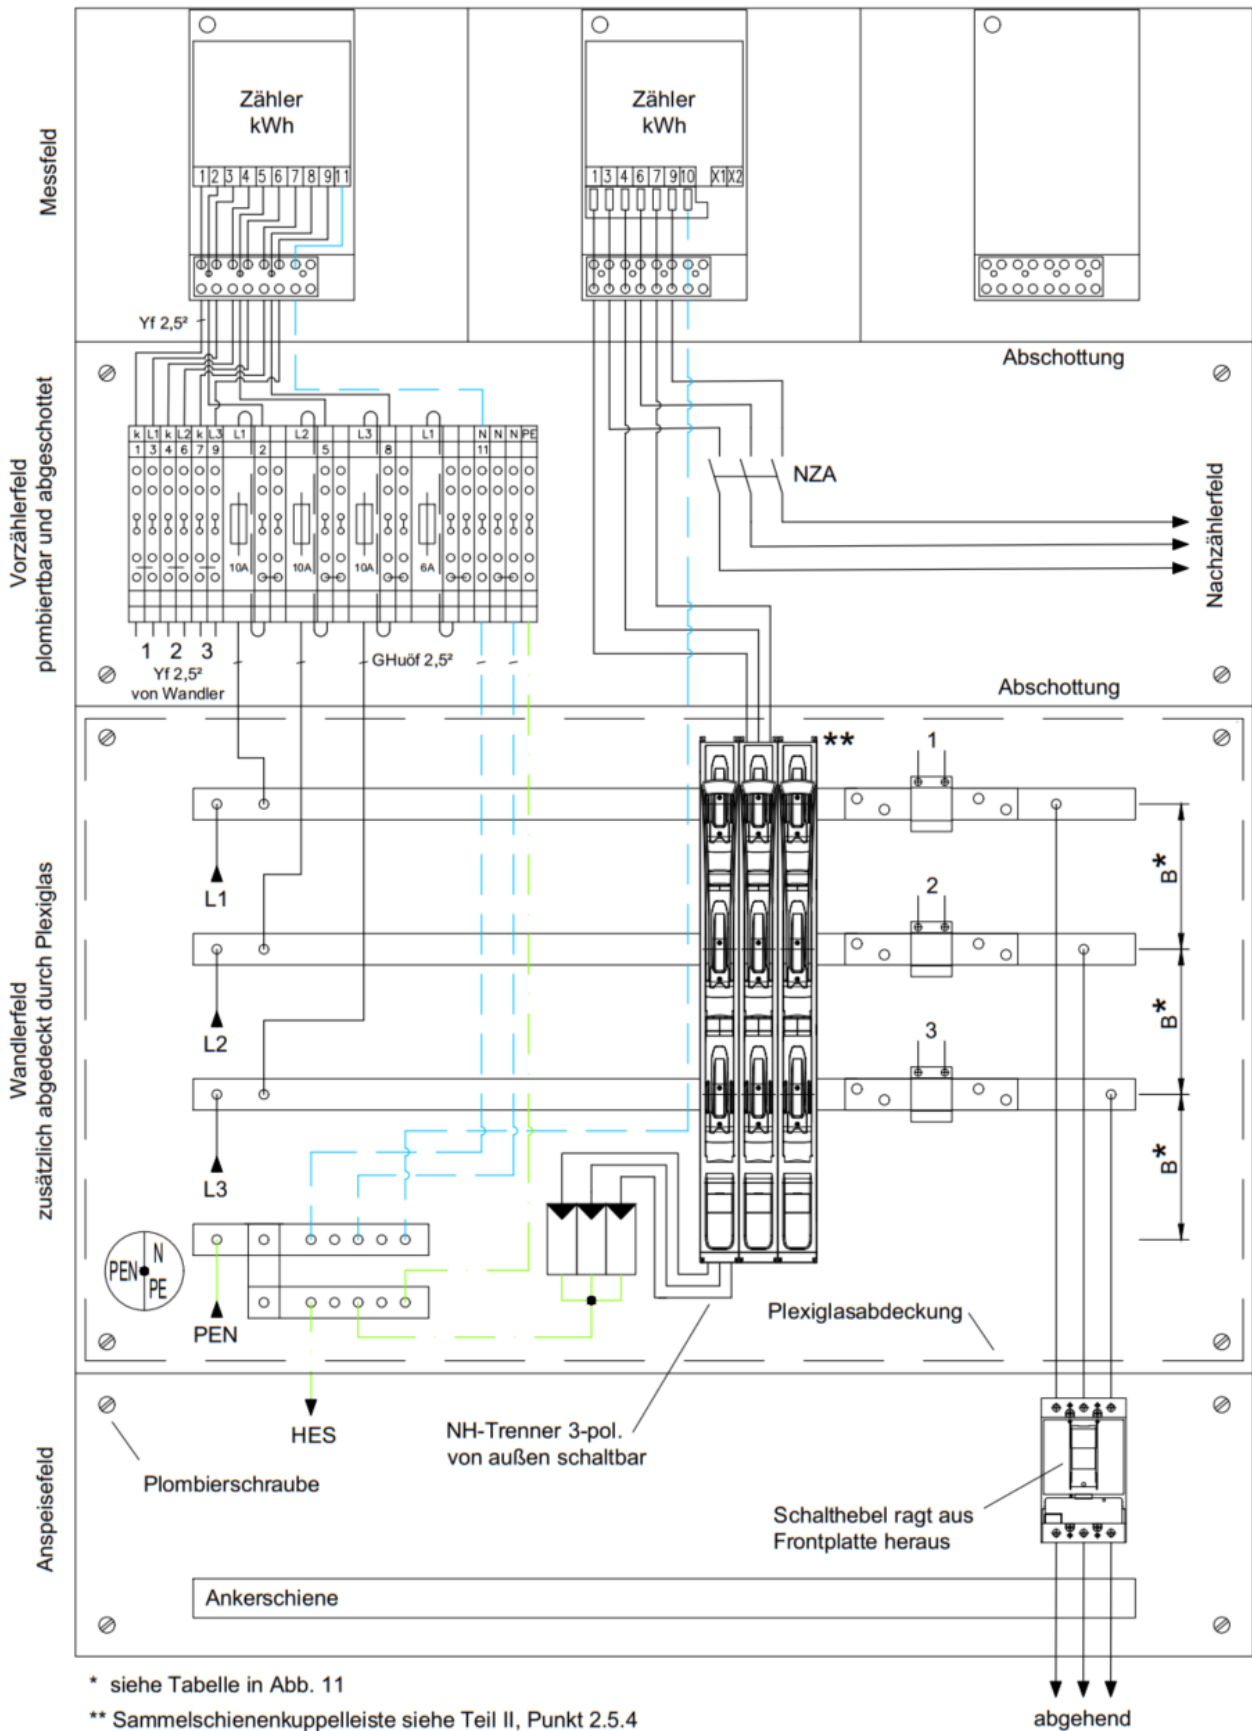 Messfeld
Zähler
kWh
1 2 3 4 5 6 7 8 9 11
Zähler
kWh
1 3 4 6 7 9 10 X1 X2
Yf 2,5²
Vorzählerfeld
plombiertbar und abgeschottet
Abschottung
k L1 k L2 k L3 L1 L2 L3 L1 N N N PE
1 3 4 6 7 9 2 5 8 11
10A 10A 10A 6A
NZA
Nachzählerfeld
1 2 3
Yf 2,5²
von Wandler
GHuöf 2,5²
Abschottung
Wandlerfeld
zusätzlich abgedeckt durch Plexiglas
**
1
L1
B*
2
L2
B*
3
L3
B*
PEN N PE
PEN
Plexiglasabdeckung
Anspeisefeld
HES
NH-Trenner 3-pol.
von außen schaltbar
Plombierschraube
Schalthebel ragt aus
Frontplatte heraus
Ankerschiene
* siehe Tabelle in Abb. 11
** Sammelschienenkuppelleiste siehe Teil II, Punkt 2.5.4
abgehend